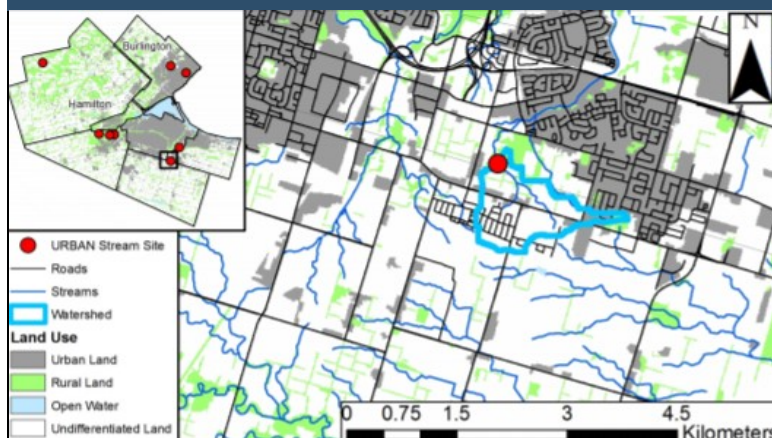 Burlington
Hamilton
N
URBAN Stream Site
Roads
Streams
Watershed
Land Use
Urban Land
Rural Land
Open Water
Undifferentiated Land
0 0.75 1.5 3 4.5
Kilometers